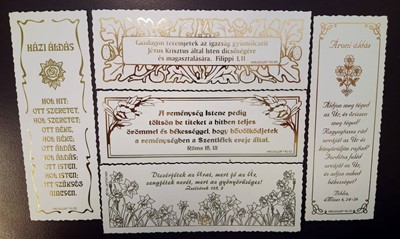 HÁZI ÁLDÁS
HOL HIT:
OTT SZERETET,
HOL SZERETET:
OTT BÉKE,
HOL BÉKE:
OTT ÁLDÁS,
HOL ÁLDÁS:
OTT ISTEN,
HOL ISTEN:
OTT SZÜKSÉG
NINCSEN.
Gazdagon teremjétek az igazság gyümölcseit
Jézus Krisztus által Isten dicsőségére
és magasztalására. Filippi 1,11
A reménység Istene pedig
töltsön be titeket a hitben teljes
örömmel és békességgel, hogy bővölködjetek
a reménységben a Szentlélek ereje által.
Róma 15, 13
Dicsérjétek az Urat, mert jó az Úr,
zengjétek nevét, mert az gyönyörűséges!
Zsoltárok 135, 3
Ároni áldás
Áldjon meg téged
az Úr, és őrizzen
meg téged!
Ragyogtassa rád
orcáját az Úr és
könyörüljön rajtad!
Fordítsa feléd
orcáját az Úr,
és adjon neked
békességet!
Biblia,
4.Mózes 6, 24-26